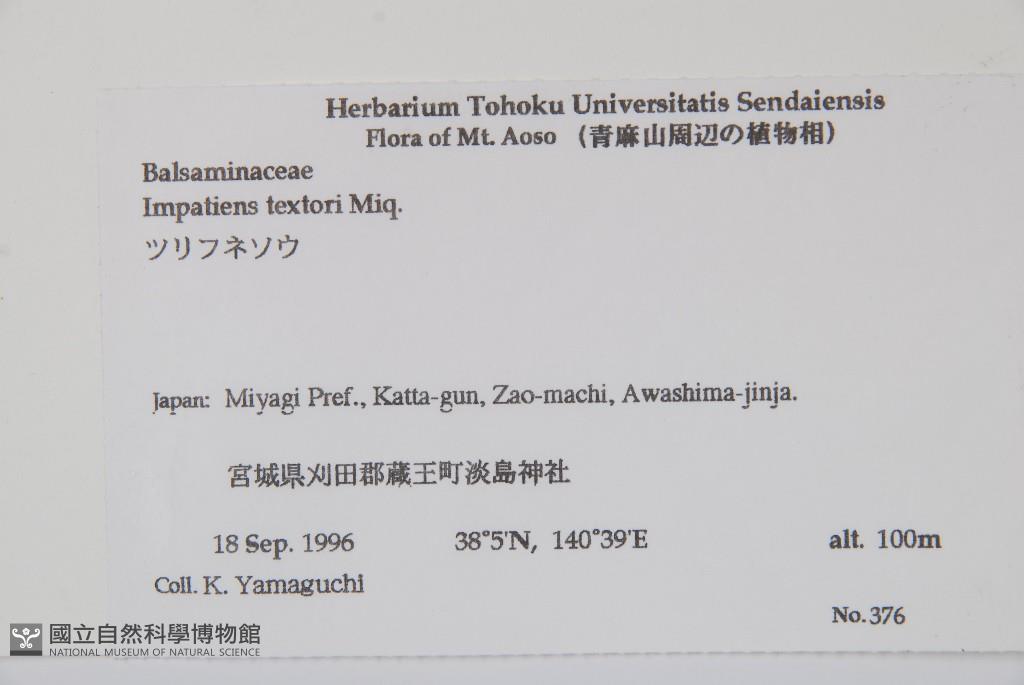 Herbarium Tohoku Universitatis Sendaiensis
Flora of Mt. Aoso （青麻山周辺の植物相）
Balsaminaceae
Impatiens textori Miq.
ツリフネソウ
Japan: Miyagi Pref., Katta-gun, Zao-machi, Awashima-jinja.
宮城県刈田郡蔵王町淡島神社
18 Sep. 1996 38°5'N, 140°39'E alt. 100m
Coll. K. Yamaguchi
No. 376
國立自然科學博物館
NATIONAL MUSEUM OF NATURAL SCIENCE